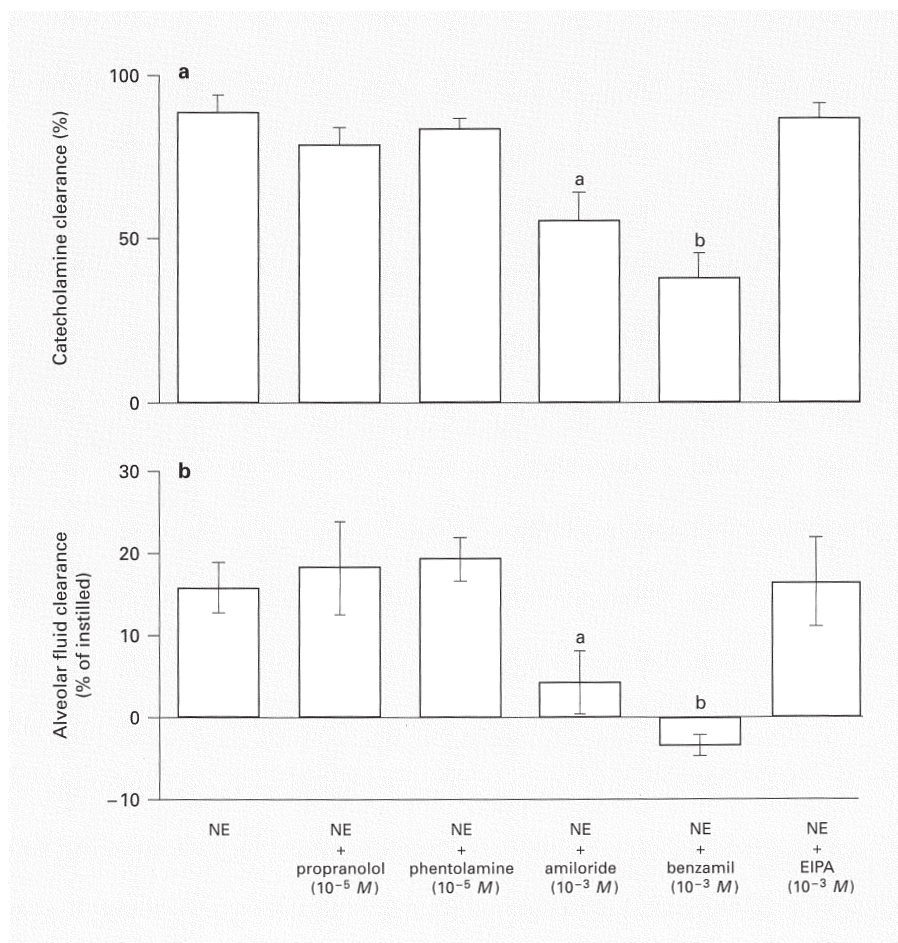 a
100
50
0
Catecholamine clearance (%)
a
b
b
30
20
10
0
–10
Alveolar fluid clearance
(% of instilled)
a
b
NE
NE
+
propranolol
(10⁻⁵ M)
NE
+
phentolamine
(10⁻⁵ M)
NE
+
amiloride
(10⁻³ M)
NE
+
benzamil
(10⁻³ M)
NE
+
EIPA
(10⁻³ M)